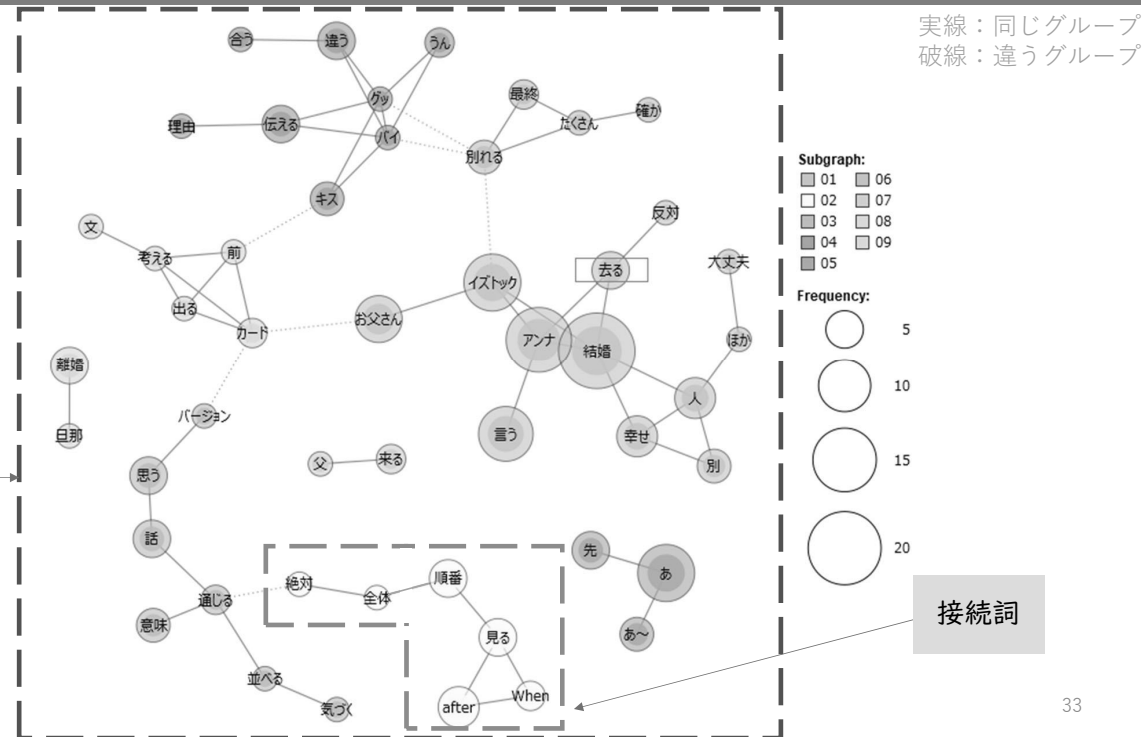 実線：同じグループ
破線：違うグループ
合う
違う
うん
グッ
バイ
伝える
理由
キス
最終
たくさん
確か
別れる
文
考える
前
出る
カード
お父さん
イズトック
去る
反対
大丈夫
ほか
アンナ
結婚
人
言う
幸せ
別
離婚
旦那
バージョン
思う
話
父
来る
通じる
意味
並べる
気づく
絶対
全体
順番
見る
after
When
先
あ
あ～
Subgraph:
01 06
02 07
03 08
04 09
05
Frequency:
5
10
15
20
接続詞
33